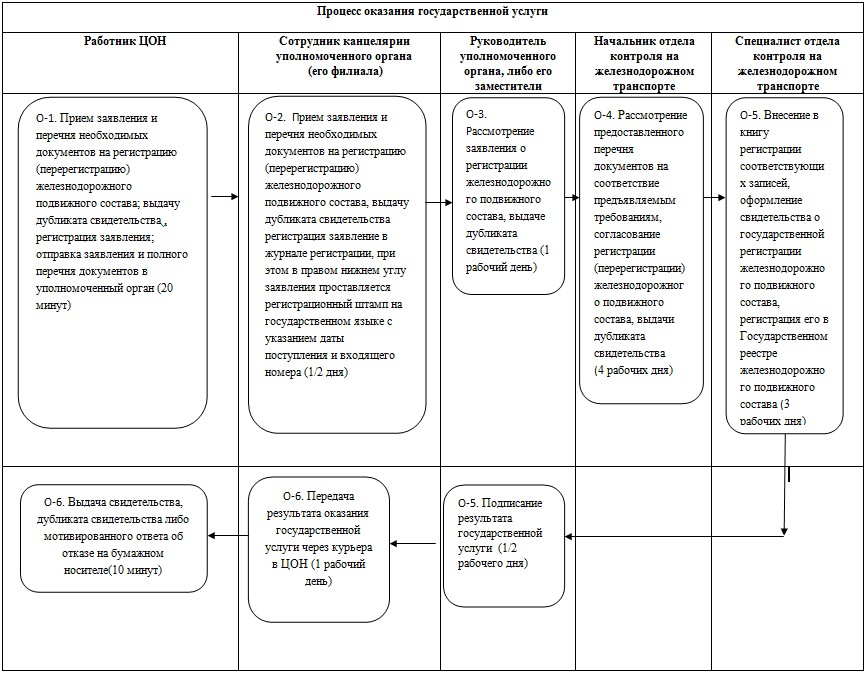 Процесс оказания государственной услуги
Работник ЦОН
Сотрудник канцелярии
уполномоченного органа
(его филиала)
Руководитель
уполномоченного
органа, либо его
заместители
Начальник отдела
контроля на
железнодорожном
транспорте
Специалист отдела
контроля на
железнодорожном
транспорте
О-1. Прием заявления и
перечня необходимых
документов на регистрацию
(перерегистрацию)
железнодорожного
подвижного состава; выдачу
дубликата свидетельства ,
регистрация заявления;
отправка заявления и полного
перечня документов в
уполномоченный орган (20
минут)
О-2. Прием заявления и
перечня необходимых
документов на регистрацию
(перерегистрацию)
железнодорожного
подвижного состава, выдачу
дубликата свидетельства
регистрация заявление в
журнале регистрации, при
этом в правом нижнем углу
заявления проставляется
регистрационный штамп на
государственном языке с
указанием даты
поступления и входящего
номера (1/2 дня)
О-3.
Рассмотрение
заявления о
регистрации
железнодорожно
го подвижного
состава, выдаче
дубликата
свидетельства (1
рабочий день)
О-4. Рассмотрение
предоставленного
перечня
документов на
соответствие
предъявляемым
требованиям,
согласование
регистрации
(перерегистрации)
железнодорожног
о подвижного
состава, выдачи
дубликата
свидетельства
(4 рабочих дня)
О-5. Внесение в
книгу
регистрации
соответствующи
х записей,
оформление
свидетельства о
государственной
регистрации
железнодорожно
го подвижного
состава,
регистрация его в
Государственном
реестре
железнодорожно
го подвижного
состава (3
рабочих дня)
О-6. Выдача свидетельства,
дубликата свидетельства либо
мотивированного ответа об
отказе на бумажном
носителе(10 минут)
О-6. Передача
результата оказания
государственной
услуги через курьера
в ЦОН (1 рабочий
день)
О-5. Подписание
результата
государственной
услуги (1/2
рабочего дня)